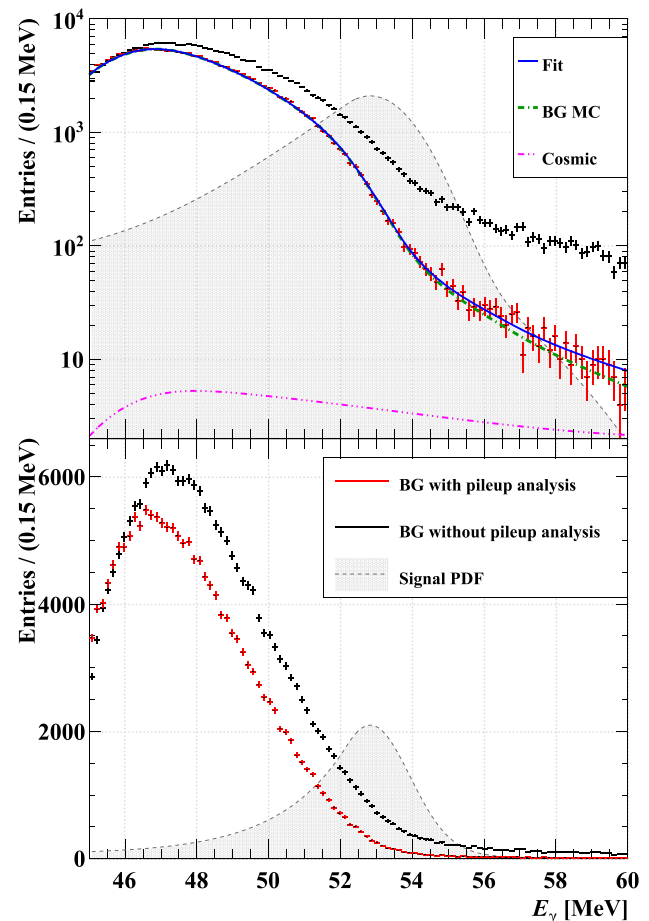 10⁴
10³
10²
10
Entries / (0.15 MeV)
Fit
BG MC
Cosmic
6000
4000
2000
0
Entries / (0.15 MeV)
BG with pileup analysis
BG without pileup analysis
Signal PDF
46 48 50 52 54 56 58 60
Eγ [MeV]